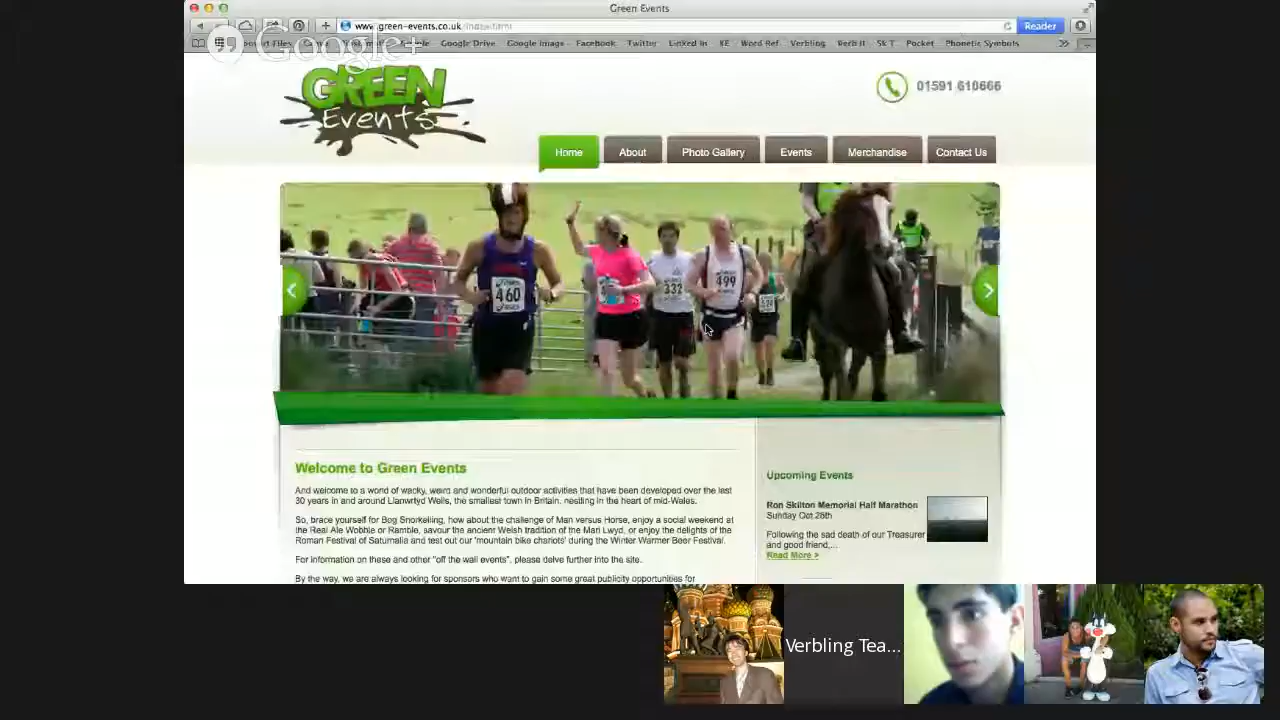 Green Events
www.green-events.co.uk/index.html
Reader
Google+
Google Drive
Google Image
Facebook
Twitter
Linked In
KE
Word Ref
Verbling
Verb It
Sk T
Pocket
Phonetic Symbols
GREEN
Events
01591 610666
Home
About
Photo Gallery
Events
Merchandise
Contact Us
460
332
499
Welcome to Green Events
And welcome to a world of wacky, weird and wonderful outdoor activities that have been developed over the last
30 years in and around Llanwrtyd Wells, the smallest town in Britain, nestling in the heart of mid-Wales.
So, brace yourself for Bog Snorkelling, how about the challenge of Man versus Horse, enjoy a social weekend at
the Real Ale Wobble or Ramble, savour the ancient Welsh tradition of the Mari Lwyd, or enjoy the delights of the
Roman Festival of Saturnalia and test out our 'mountain bike chariots' during the Winter Warmer Beer Festival.
For information on these and other "off the wall events", please delve further into the site.
By the way, we are always looking for sponsors who want to gain some great publicity opportunities for
Upcoming Events
Ron Skilton Memorial Half Marathon
Sunday Oct 28th
Following the sad death of our Treasurer
and good friend,...
Read More >
Verbling Tea...